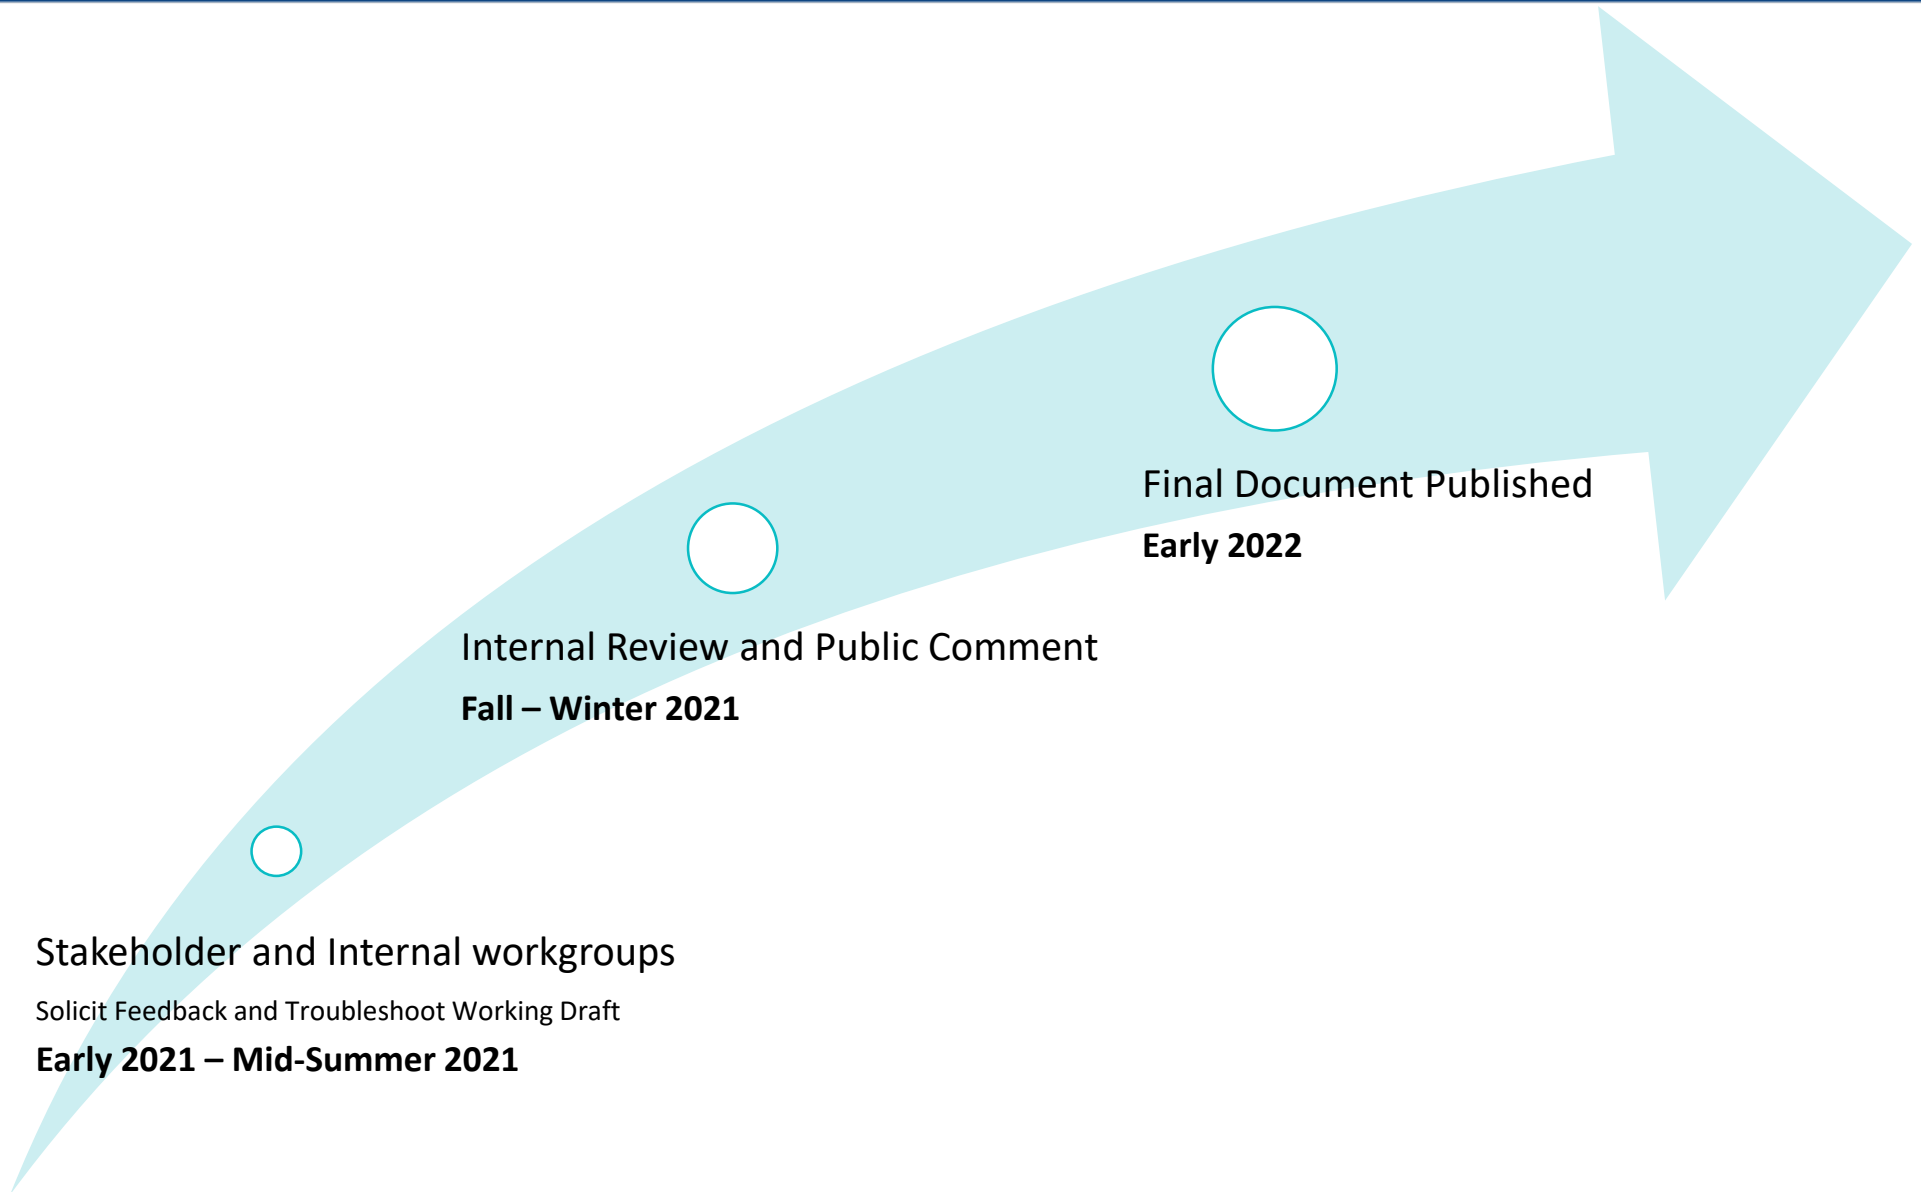 Final Document Published
Early 2022
Internal Review and Public Comment
Fall – Winter 2021
Stakeholder and Internal workgroups
Solicit Feedback and Troubleshoot Working Draft
Early 2021 – Mid-Summer 2021